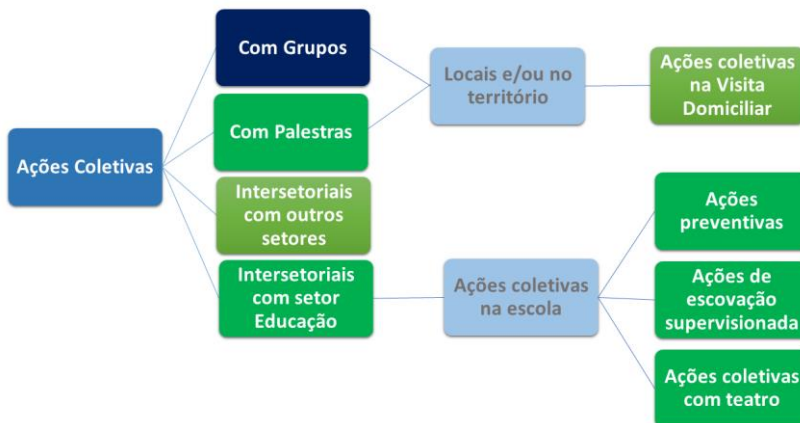 Ações Coletivas
Com Grupos
Com Palestras
Intersetoriais
com outros
setores
Intersetoriais
com setor
Educação
Locais e/ou no
território
Ações coletivas
na Visita
Domiciliar
Ações coletivas
na escola
Ações
preventivas
Ações de
escovação
supervisionada
Ações coletivas
com teatro